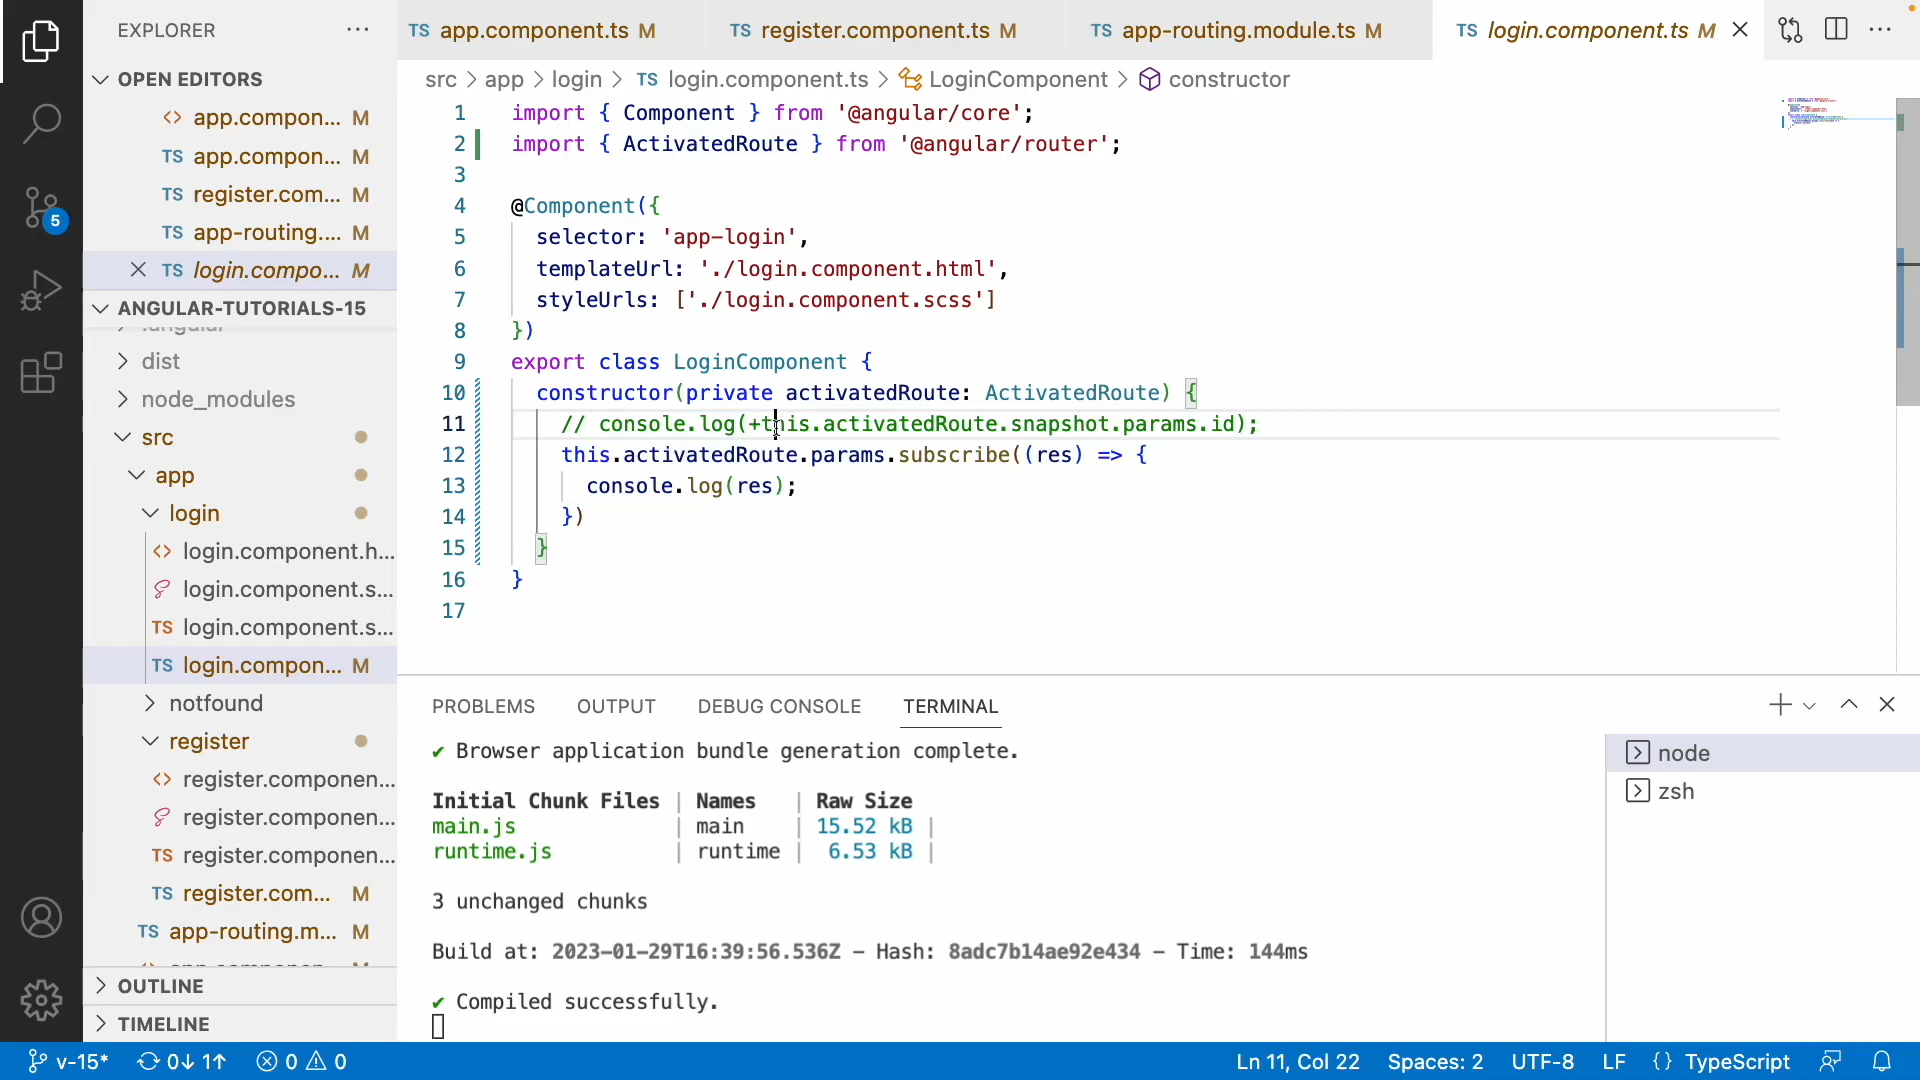 EXPLORER
OPEN EDITORS
app.compon... M
TS app.compon... M
TS register.com... M
TS app-routing.... M
TS login.compo... M
ANGULAR-TUTORIALS-15
.angular
dist
node_modules
src
app
login
login.component.h...
login.component.s...
TS login.component.s...
TS login.compon... M
notfound
register
register.componen...
register.componen...
TS register.componen...
TS register.com... M
TS app-routing.m... M
OUTLINE
TIMELINE
5
TS app.component.ts M
TS register.component.ts M
TS app-routing.module.ts M
TS login.component.ts M
src > app > login > TS login.component.ts > LoginComponent > constructor
1 import { Component } from '@angular/core';
2 import { ActivatedRoute } from '@angular/router';
3
4 @Component({
5 selector: 'app-login',
6 templateUrl: './login.component.html',
7 styleUrls: ['./login.component.scss']
8 })
9 export class LoginComponent {
10 constructor(private activatedRoute: ActivatedRoute) {
11 // console.log(+this.activatedRoute.snapshot.params.id);
12 this.activatedRoute.params.subscribe((res) => {
13 console.log(res);
14 })
15 }
16 }
17
PROBLEMS OUTPUT DEBUG CONSOLE TERMINAL
✔ Browser application bundle generation complete.
Initial Chunk Files | Names | Raw Size
main.js | main | 15.52 kB |
runtime.js | runtime | 6.53 kB |
3 unchanged chunks
Build at: 2023-01-29T16:39:56.536Z - Hash: 8adc7b14ae92e434 - Time: 144ms
✔ Compiled successfully.
node
zsh
v-15* 0↓ 1↑ 0 0
Ln 11, Col 22 Spaces: 2 UTF-8 LF {} TypeScript